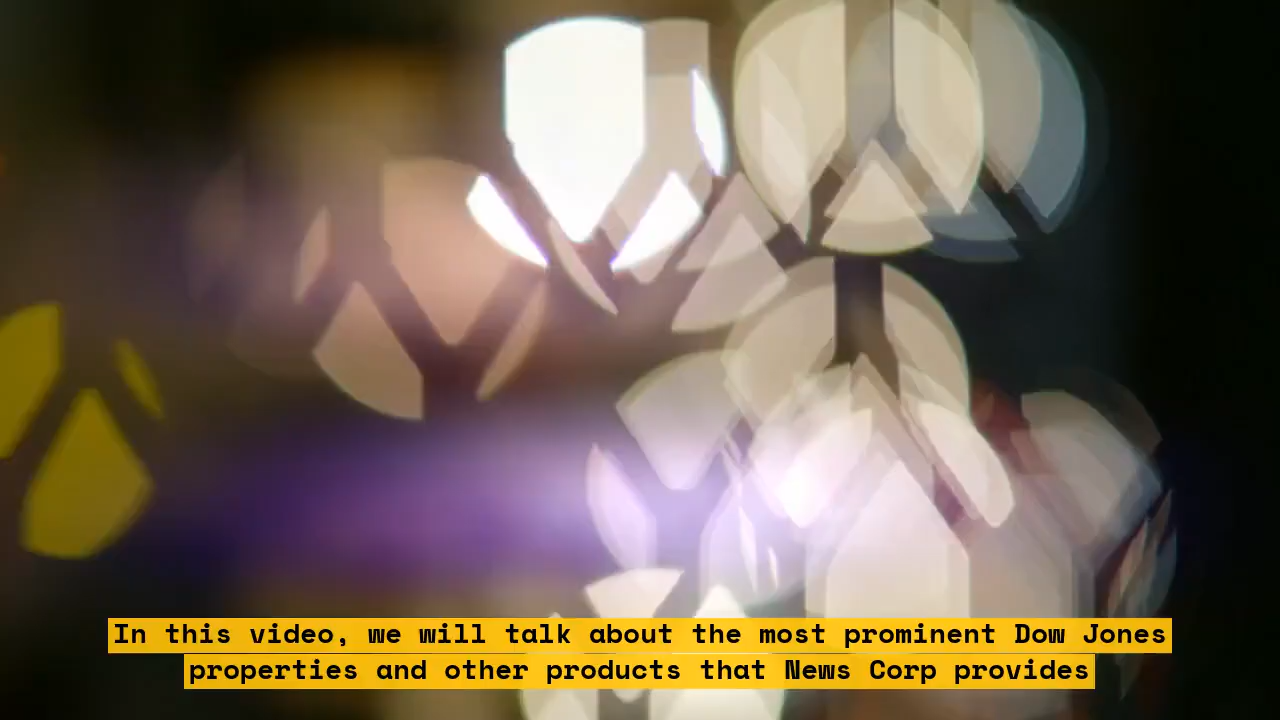 In this video, we will talk about the most prominent Dow Jones
properties and other products that News Corp provides